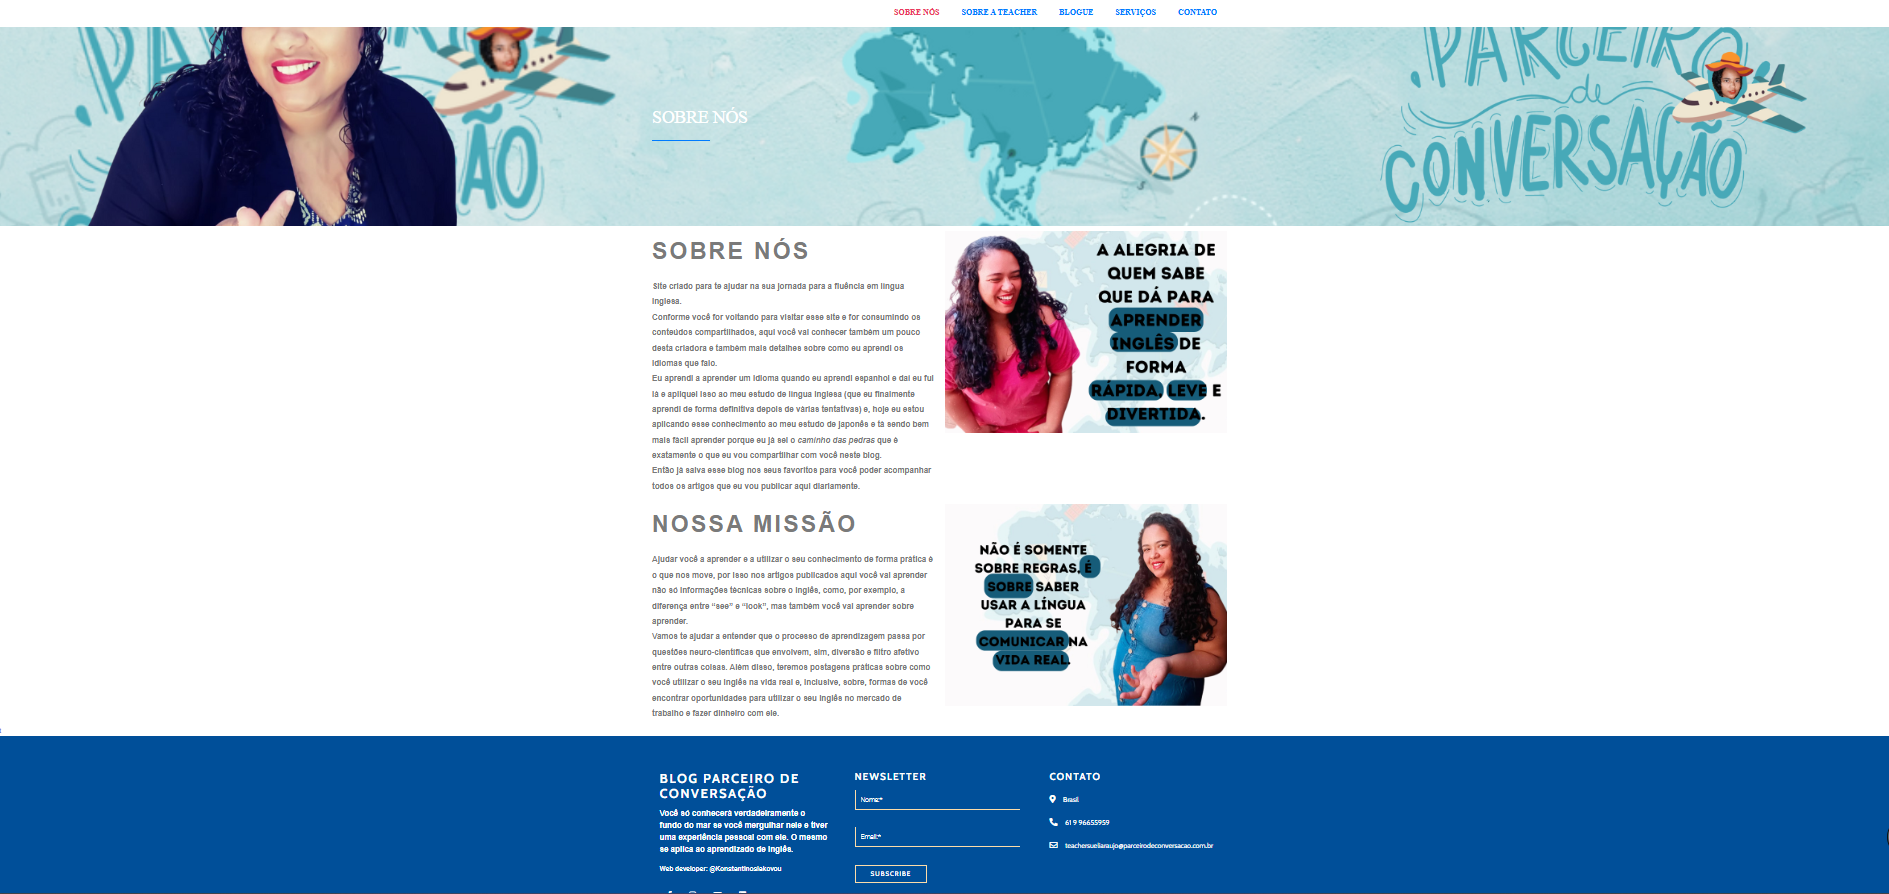 SOBRE NÓS
SOBRE A TEACHER
BLOGUE
SERVIÇOS
CONTATO
PARCEIRO
de
CONVERSAÇÃO
SOBRE NÓS
SOBRE NÓS
Site criado para te ajudar na sua jornada para a fluência em língua
inglesa.
Conforme você for voltando para visitar esse site e for consumindo os
conteúdos compartilhados, aqui você vai conhecer também um pouco
desta criadora e também mais detalhes sobre como eu aprendi os
idiomas que falo.
Eu aprendi a aprender um idioma quando eu aprendi espanhol e daí eu fui
lá e apliquei isso ao meu estudo de língua inglesa (que eu finalmente
aprendi de forma definitiva depois de várias tentativas) e, hoje eu estou
aplicando esse conhecimento ao meu estudo de japonês e tá sendo bem
mais fácil aprender porque eu já sei o caminho das pedras que é
exatamente o que eu vou compartilhar com você neste blog.
Então já salva esse blog nos seus favoritos para você poder acompanhar
todos os artigos que eu vou publicar aqui diariamente.
A ALEGRIA DE
QUEM SABE
QUE DÁ PARA
APRENDER
INGLÊS DE
FORMA
RÁPIDA, LEVE E
DIVERTIDA.
NOSSA MISSÃO
Ajudar você a aprender e a utilizar o seu conhecimento de forma prática é
o que nos move, por isso nos artigos publicados aqui você vai aprender
não só informações técnicas sobre o inglês, como, por exemplo, a
diferença entre “see” e “look”, mas também você vai aprender sobre
aprender.
Vamos te ajudar a entender que o processo de aprendizagem passa por
questões neuro-científicas que envolvem, sim, diversão e filtro afetivo
entre outras coisas. Além disso, teremos postagens práticas sobre como
você utilizar o seu inglês na vida real e, inclusive, sobre, formas de você
encontrar oportunidades para utilizar o seu inglês no mercado de
trabalho e fazer dinheiro com ele.
NÃO É SOMENTE
SOBRE REGRAS, É
SOBRE SABER
USAR A LÍNGUA
PARA SE
COMUNICAR NA
VIDA REAL.
BLOG PARCEIRO DE
CONVERSAÇÃO
Você só conhecerá verdadeiramente o
fundo do mar se você mergulhar nele e tiver
uma experiência pessoal com ele. O mesmo
se aplica ao aprendizado de inglês.
Web developer: @KonstantinosIakovou
NEWSLETTER
Nome:*
Email:*
SUBSCRIBE
CONTATO
Brasil
61 9 96655959
teachersueliaraujo@parceirodeconversacao.com.br